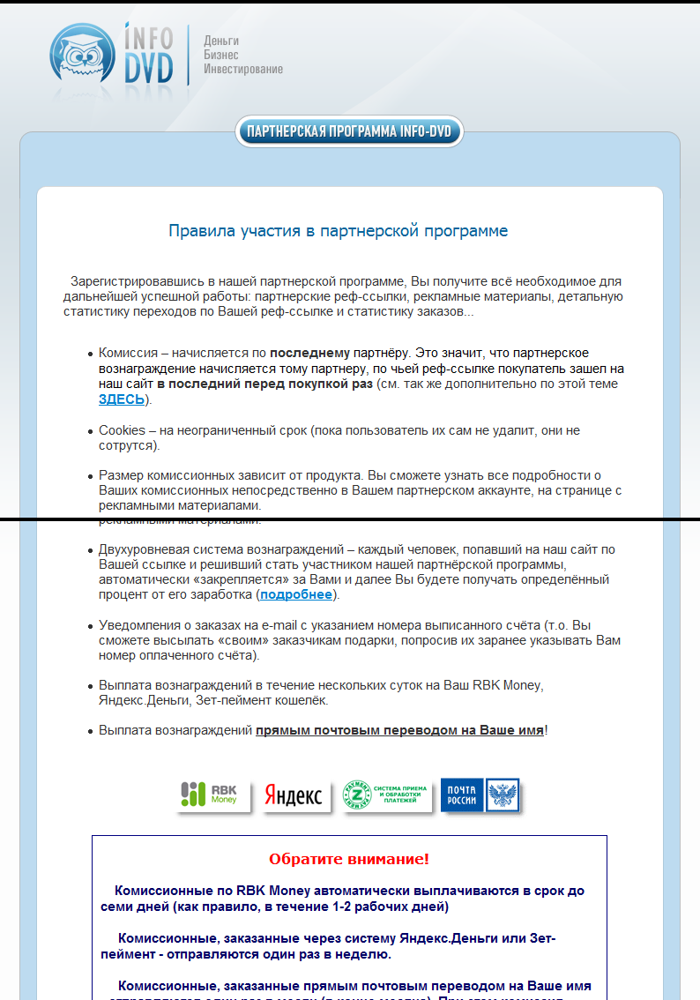 iNFO
DVD
Деньги
Бизнес
Инвестирование
ПАРТНЕРСКАЯ ПРОГРАММА INFO-DVD
Правила участия в партнерской программе
Зарегистрировавшись в нашей партнерской программе, Вы получите всё необходимое для
дальнейшей успешной работы: партнерские реф-ссылки, рекламные материалы, детальную
статистику переходов по Вашей реф-ссылке и статистику заказов...
• Комиссия – начисляется по последнему партнёру. Это значит, что партнерское
вознаграждение начисляется тому партнеру, по чьей реф-ссылке покупатель зашел на
наш сайт в последний перед покупкой раз (см. так же дополнительно по этой теме
ЗДЕСЬ).
• Cookies – на неограниченный срок (пока пользователь их сам не удалит, они не
сотрутся).
• Размер комиссионных зависит от продукта. Вы сможете узнать все подробности о
Ваших комиссионных непосредственно в Вашем партнерском аккаунте, на странице с
рекламными материалами.
рекламными материалами.
• Двухуровневая система вознаграждений – каждый человек, попавший на наш сайт по
Вашей ссылке и решивший стать участником нашей партнёрской программы,
автоматически «закрепляется» за Вами и далее Вы будете получать определённый
процент от его заработка (подробнее).
• Уведомления о заказах на e-mail с указанием номера выписанного счёта (т.о. Вы
сможете высылать «своим» заказчикам подарки, попросив их заранее указывать Вам
номер оплаченного счёта).
• Выплата вознаграждений в течение нескольких суток на Ваш RBK Money,
Яндекс.Деньги, Зет-пеймент кошелёк.
• Выплата вознаграждений прямым почтовым переводом на Ваше имя!
RBK
Money
Яндекс
PAYMENT
Z
PAYMENT
СИСТЕМА ПРИЕМА
И ОБРАБОТКИ
ПЛАТЕЖЕЙ
ПОЧТА
РОССИИ
Обратите внимание!
Комиссионные по RBK Money автоматически выплачиваются в срок до
семи дней (как правило, в течение 1-2 рабочих дней)
Комиссионные, заказанные через систему Яндекс.Деньги или Зет-
пеймент - отправляются один раз в неделю.
Комиссионные, заказанные прямым почтовым переводом на Ваше имя